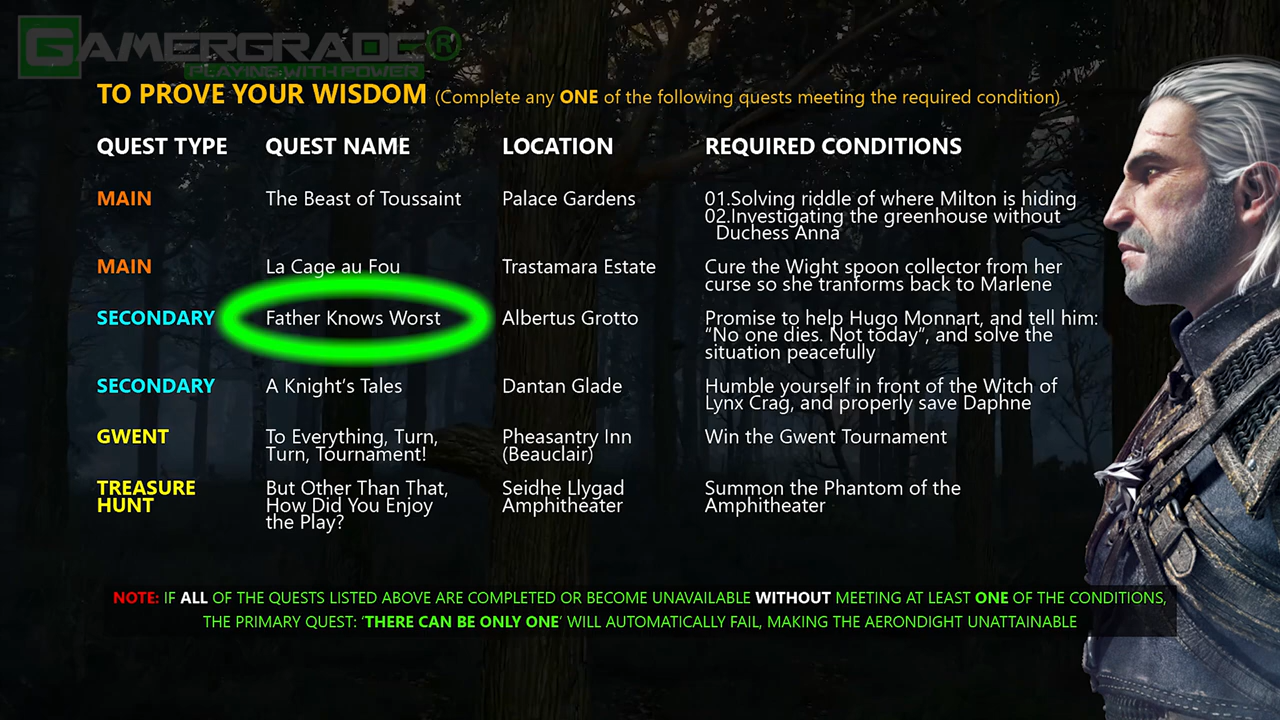 GAMERGRADE®
PLAYING WITH POWER
TO PROVE YOUR WISDOM (Complete any ONE of the following quests meeting the required condition)
QUEST TYPE QUEST NAME LOCATION REQUIRED CONDITIONS
MAIN The Beast of Toussaint Palace Gardens 01.Solving riddle of where Milton is hiding
02.Investigating the greenhouse without
Duchess Anna
MAIN La Cage au Fou Trastamara Estate Cure the Wight spoon collector from her
curse so she tranforms back to Marlene
SECONDARY Father Knows Worst Albertus Grotto Promise to help Hugo Monnart, and tell him:
“No one dies. Not today”, and solve the
situation peacefully
SECONDARY A Knight’s Tales Dantan Glade Humble yourself in front of the Witch of
Lynx Crag, and properly save Daphne
GWENT To Everything, Turn, Pheasantry Inn Win the Gwent Tournament
Turn, Tournament! (Beauclair)
TREASURE But Other Than That, Seidhe Llygad Summon the Phantom of the
HUNT How Did You Enjoy Amphitheater Amphitheater
the Play?
NOTE: IF ALL OF THE QUESTS LISTED ABOVE ARE COMPLETED OR BECOME UNAVAILABLE WITHOUT MEETING AT LEAST ONE OF THE CONDITIONS,
THE PRIMARY QUEST: ‘THERE CAN BE ONLY ONE’ WILL AUTOMATICALLY FAIL, MAKING THE AERONDIGHT UNATTAINABLE